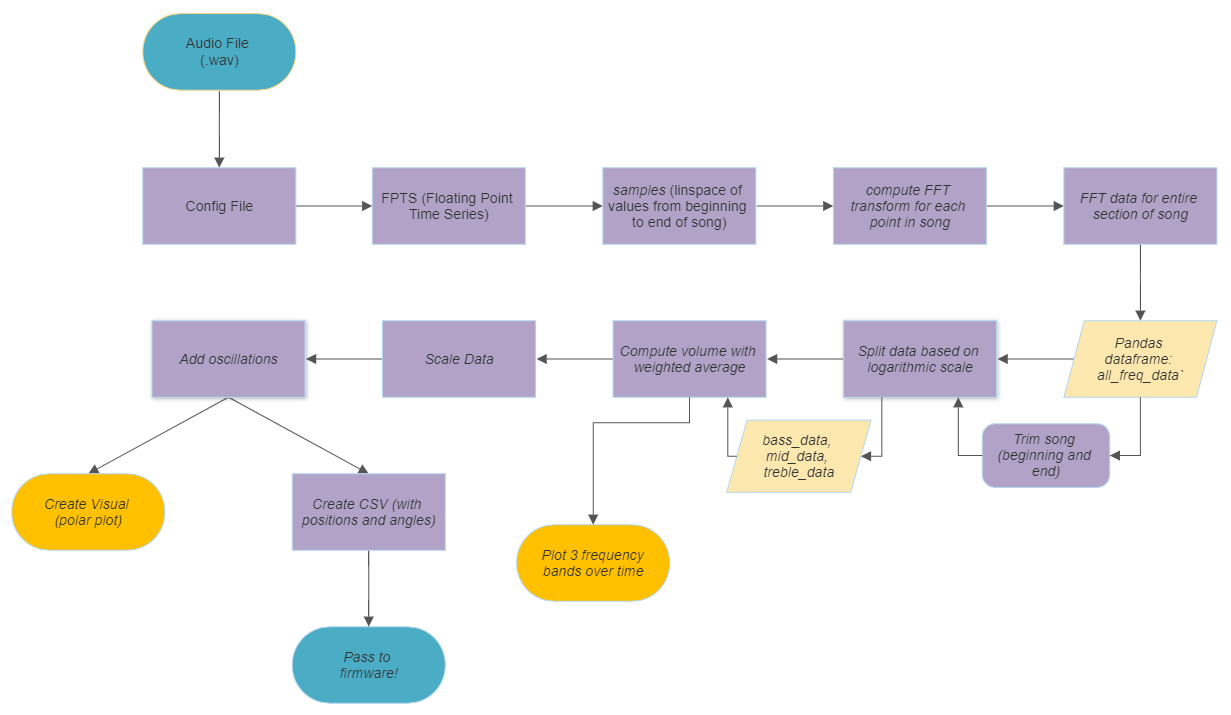 Audio File
(.wav)
Config File
FPTS (Floating Point
Time Series)
samples (linspace of
values from beginning
to end of song)
compute FFT
transform for each
point in song
FFT data for entire
section of song
Add oscillations
Scale Data
Compute volume with
weighted average
Split data based on
logarithmic scale
Pandas
dataframe:
all_freq_data`
bass_data,
mid_data,
treble_data
Trim song
(beginning and
end)
Create Visual
(polar plot)
Create CSV (with
positions and angles)
Plot 3 frequency
bands over time
Pass to
firmware!